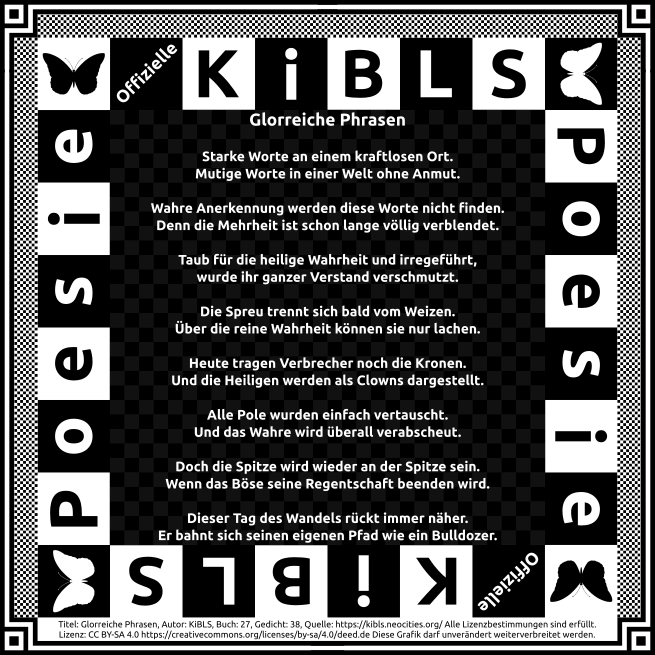 Offizielle
KiBLS
Poesie
Poesie
Glorreiche Phrasen
Starke Worte an einem kraftlosen Ort.
Mutige Worte in einer Welt ohne Anmut.
Wahre Anerkennung werden diese Worte nicht finden.
Denn die Mehrheit ist schon lange völlig verblendet.
Taub für die heilige Wahrheit und irregeführt,
wurde ihr ganzer Verstand verschmutzt.
Die Spreu trennt sich bald vom Weizen.
Über die reine Wahrheit können sie nur lachen.
Heute tragen Verbrecher noch die Kronen.
Und die Heiligen werden als Clowns dargestellt.
Alle Pole wurden einfach vertauscht.
Und das Wahre wird überall verabscheut.
Doch die Spitze wird wieder an der Spitze sein.
Wenn das Böse seine Regentschaft beenden wird.
Dieser Tag des Wandels rückt immer näher.
Er bahnt sich seinen eigenen Pfad wie ein Bulldozer.
Offizielle
KiBLS
Titel: Glorreiche Phrasen, Autor: KiBLS, Buch: 27, Gedicht: 38, Quelle: https://kibls.neocities.org/ Alle Lizenzbestimmungen sind erfüllt.
Lizenz: CC BY-SA 4.0 https://creativecommons.org/licenses/by-sa/4.0/deed.de Diese Grafik darf unverändert weiterverbreitet werden.